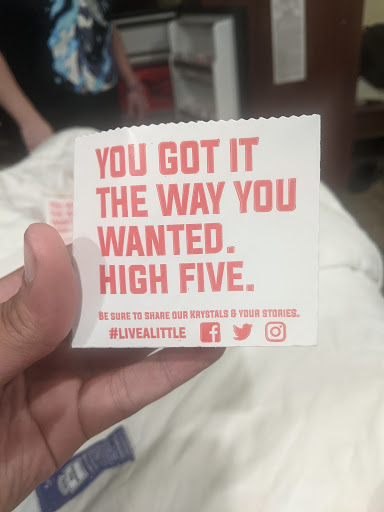 YOU GOT IT
THE WAY YOU
WANTED.
HIGH FIVE.
BE SURE TO SHARE OUR KRYSTALS & YOUR STORIES.
#LIVEALITTLE